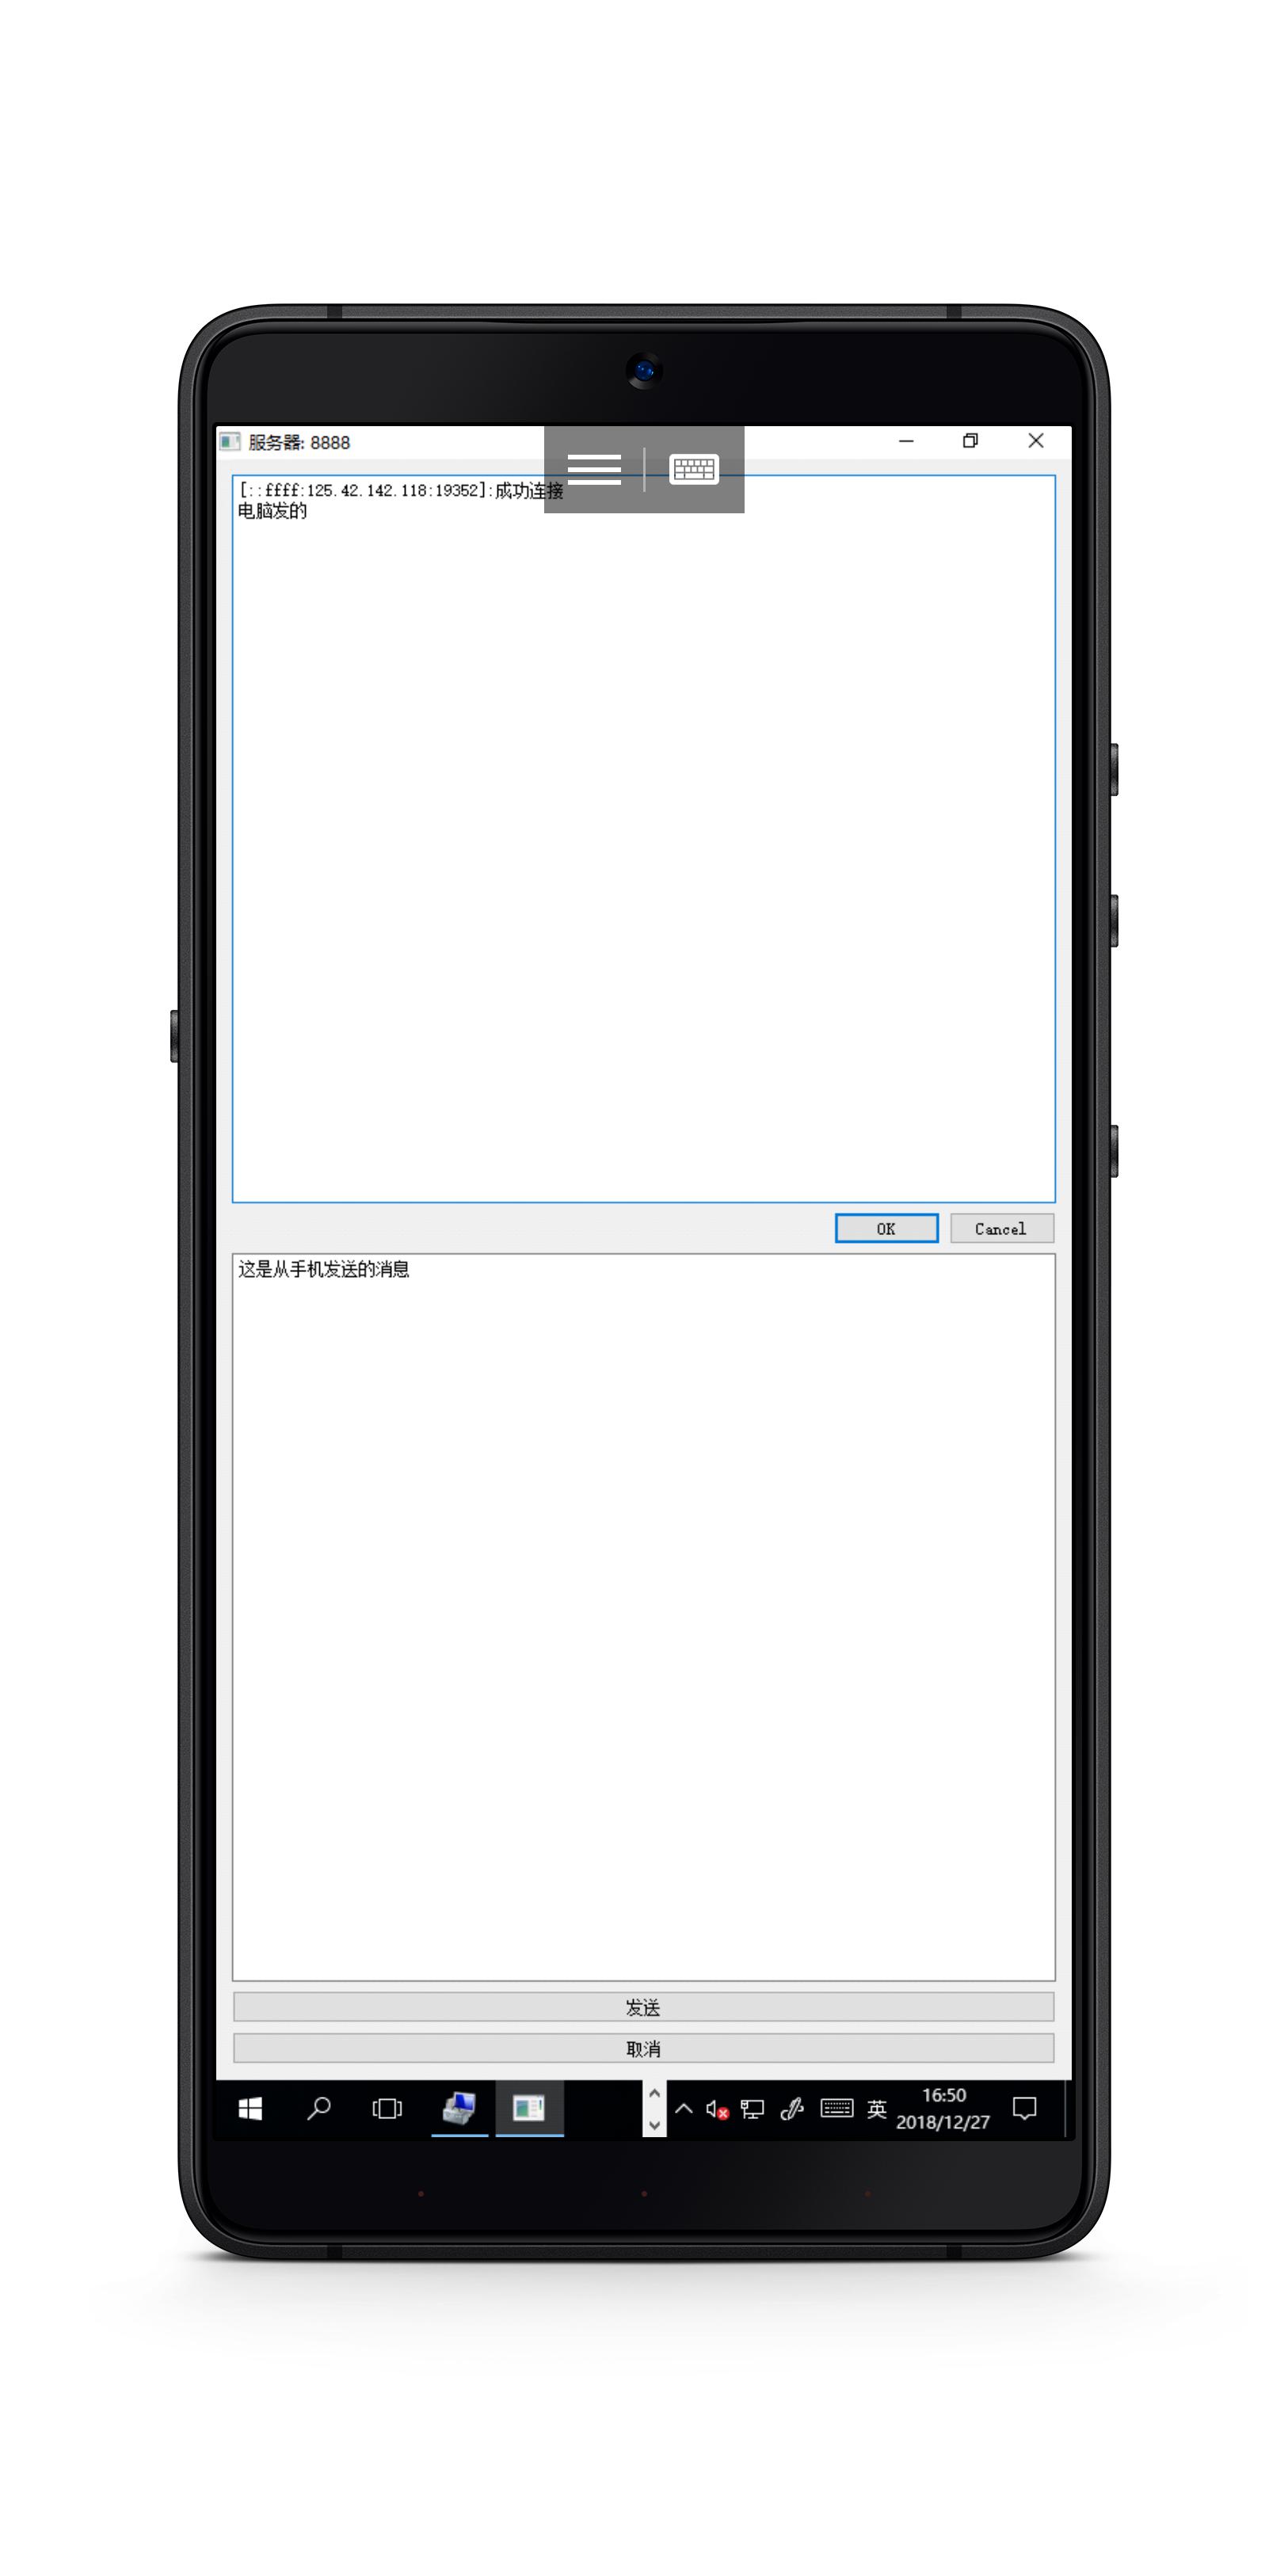 服务器: 8888
[::ffff:125.42.142.118:19352]:成功连接
电脑发的
OK
Cancel
这是从手机发送的消息
发送
取消
英
16:50
2018/12/27